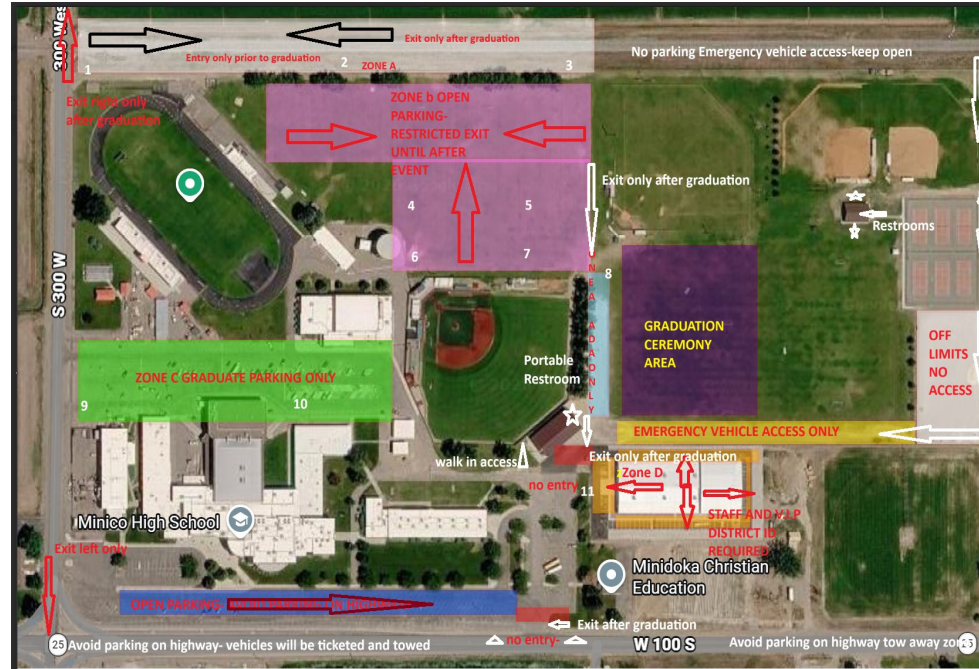 300 West
Exit only after graduation
Entry only prior to graduation
No parking Emergency vehicle access-keep open
1
2
ZONE A
3
Exit right only
after graduation
ZONE b OPEN
PARKING-
RESTRICTED EXIT
UNTIL AFTER
EVENT
Exit only after graduation
4
5
6
7
Restrooms
S 300 W
8
ADA ONLY
GRADUATION
CEREMONY
AREA
OFF
LIMITS
NO
ACCESS
Portable
Restroom
ZONE C GRADUATE PARKING ONLY
9
10
EMERGENCY VEHICLE ACCESS ONLY
Exit only after graduation
walk in access
no entry
11
Zone D
STAFF AND V.I.P
DISTRICT ID
REQUIRED
Minico High School
Exit left only
Minidoka Christian
Education
OPEN PARKING-
Exit after graduation
25
Avoid parking on highway- vehicles will be ticketed and towed
no entry-
W 100 S
Avoid parking on highway tow away zone
25